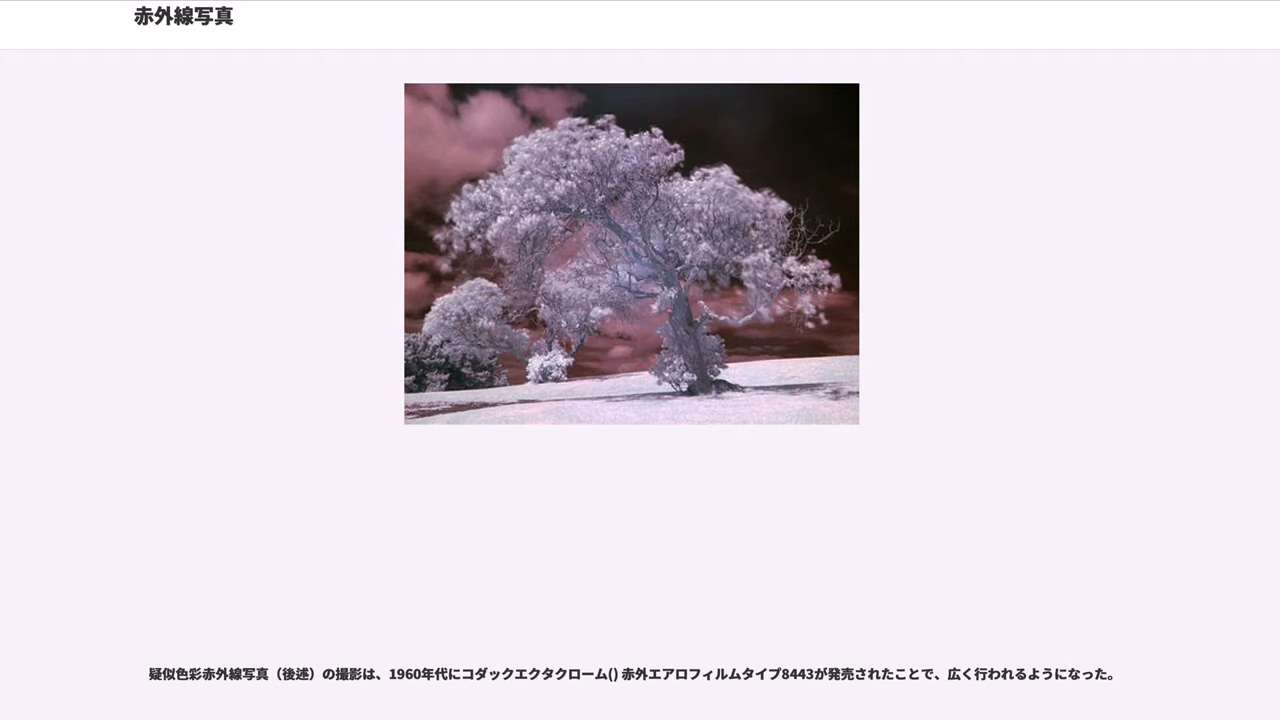 赤外線写真
疑似色彩赤外線写真（後述）の撮影は、1960年代にコダックエクタクローム() 赤外エアロフィルムタイプ8443が発売されたことで、広く行われるようになった。